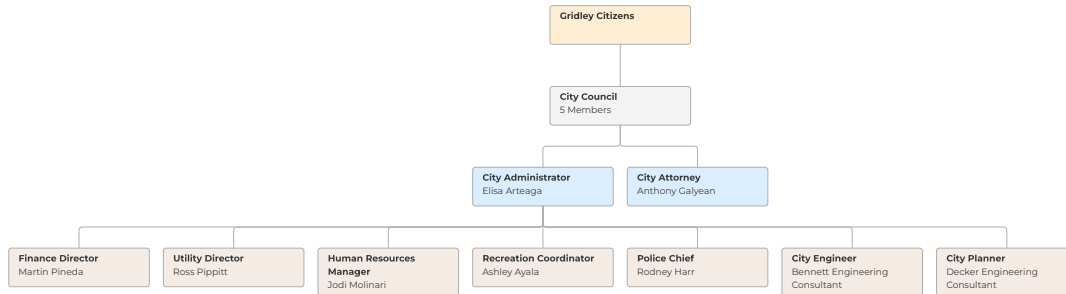 Gridley Citizens
City Council
5 Members
City Administrator
Elisa Arteaga
City Attorney
Anthony Galyean
Finance Director
Martin Pineda
Utility Director
Ross Pippitt
Human Resources
Manager
Jodi Molinari
Recreation Coordinator
Ashley Ayala
Police Chief
Rodney Harr
City Engineer
Bennett Engineering
Consultant
City Planner
Decker Engineering
Consultant